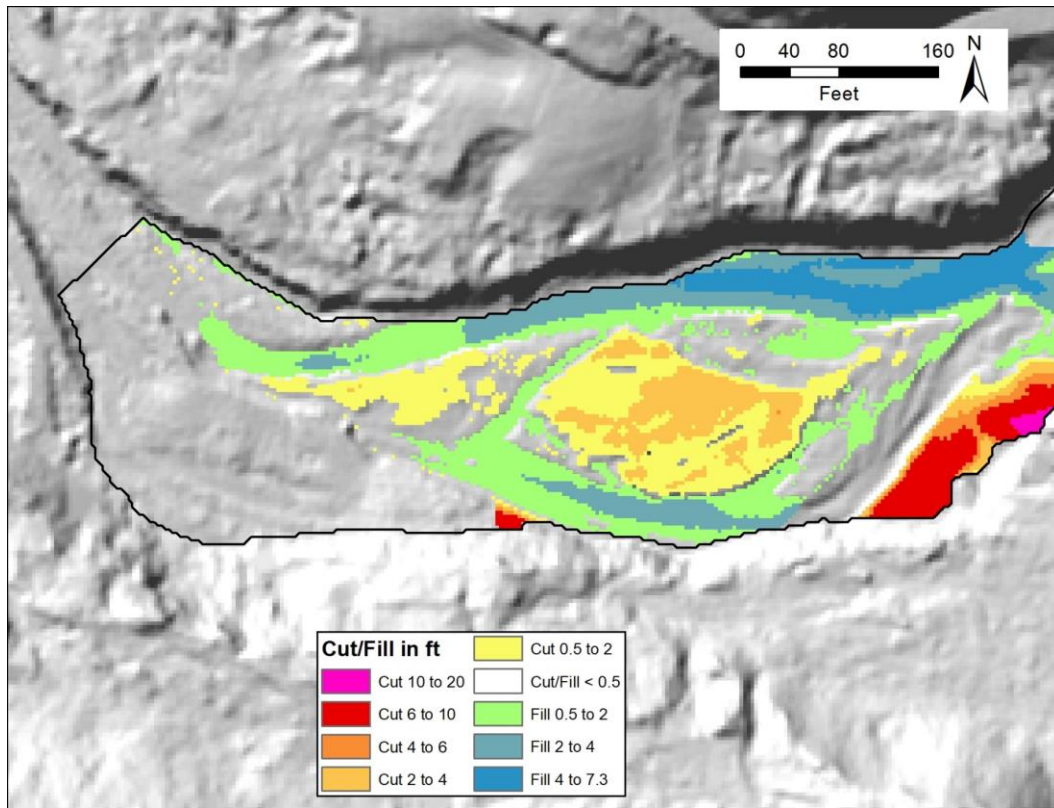 0 40 80 160
Feet
N
Cut/Fill in ft
Cut 10 to 20
Cut 6 to 10
Cut 4 to 6
Cut 2 to 4
Cut 0.5 to 2
Cut/Fill < 0.5
Fill 0.5 to 2
Fill 2 to 4
Fill 4 to 7.3